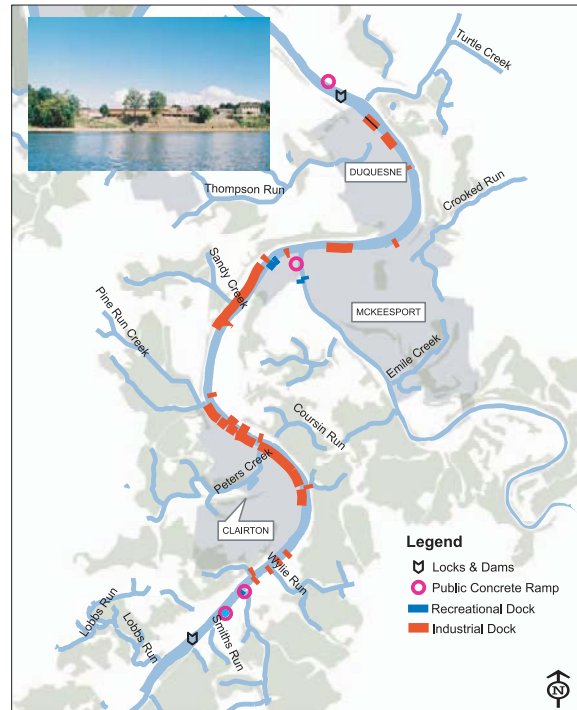 Turtle Creek
DUQUESNE
Thompson Run
Crooked Run
Sandy Creek
MCKEESPORT
Pine Run Creek
Emile Creek
Coursin Run
Peters Creek
CLAIRTON
Wylie Run
Lobbs Run
Lobbs Run
Smiths Run
Legend
Locks & Dams
Public Concrete Ramp
Recreational Dock
Industrial Dock
N